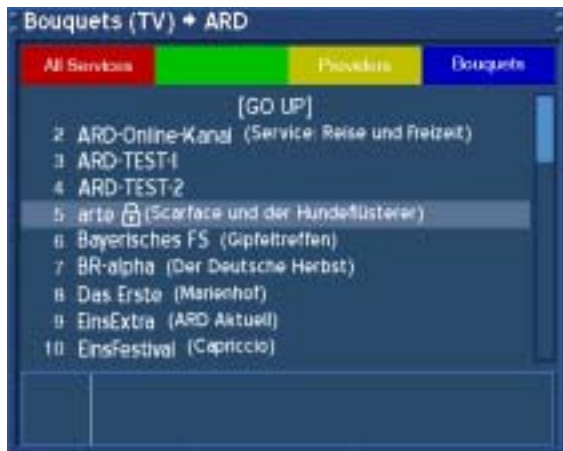 Bouquets (TV) → ARD
All Services Providers Bouquets
[GO UP]
2 ARD-Online-Kanal (Service: Reise und Freizeit)
3 ARD-TEST-1
4 ARD-TEST-2
5 arte (Scarface und der Hundeflüsterer)
6 Bayerisches FS (Gipfeltreffen)
7 BR-alpha (Der Deutsche Herbst)
8 Das Erste (Marienhof)
9 EinsExtra (ARD Aktuell)
10 EinsFestival (Capriccio)